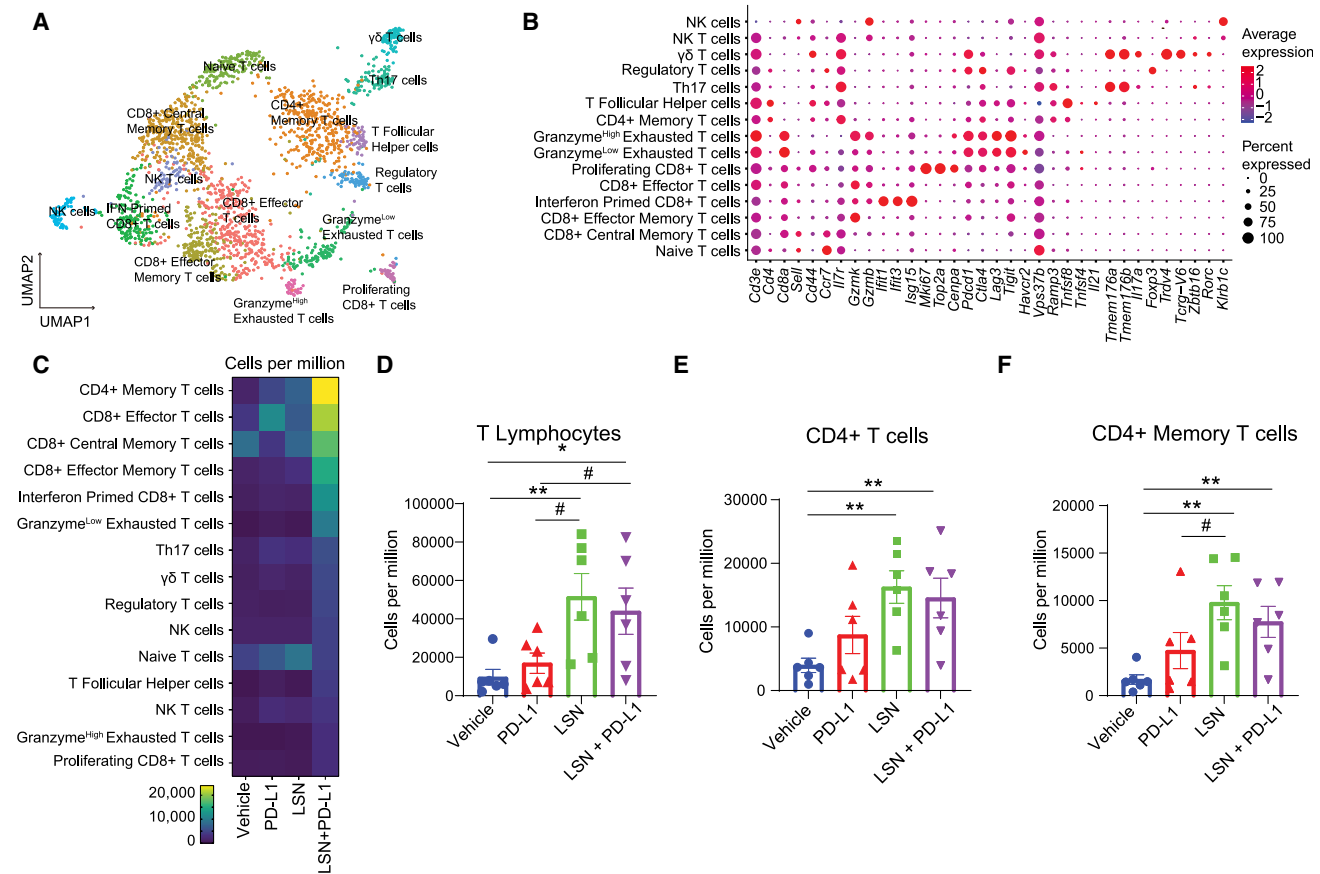 A
γδ T cells
Naive T cells
Th17 cells
CD8+ Central
Memory T cells
CD4+
Memory T cells
T Follicular
Helper cells
NK T cells
Regulatory
T cells
NK cells
IFN Primed
CD8+ T cells
CD8+ Effector
T cells
Granzyme^Low
Exhausted T cells
CD8+ Effector
Memory T cells
Granzyme^High
Exhausted T cells
Proliferating
CD8+ T cells
UMAP2
UMAP1
B
NK cells
NK T cells
γδ T cells
Regulatory T cells
Th17 cells
T Follicular Helper cells
CD4+ Memory T cells
Granzyme^High Exhausted T cells
Granzyme^Low Exhausted T cells
Proliferating CD8+ T cells
CD8+ Effector T cells
Interferon Primed CD8+ T cells
CD8+ Effector Memory T cells
CD8+ Central Memory T cells
Naive T cells
Cd3e
Cd4
Cd8a
Sell
Cd44
Ccr7
Il7r
Gzmk
Gzmb
Ifit1
Ifit3
Isg15
Mki67
Top2a
Cenpa
Pdcd1
Ctla4
Lag3
Tigit
Havcr2
Vps37b
Ramp3
Tnfsf8
Tnfsf4
Il21
Tmem176a
Tmem176b
Il17a
Foxp3
Trdv4
Tcrg−V6
Zbtb16
Rorc
Klrb1c
Average
expression
2
1
0
−1
−2
Percent
expressed
0
25
50
75
100
C
Cells per million
CD4+ Memory T cells
CD8+ Effector T cells
CD8+ Central Memory T cells
CD8+ Effector Memory T cells
Interferon Primed CD8+ T cells
Granzyme^Low Exhausted T cells
Th17 cells
γδ T cells
Regulatory T cells
NK cells
Naive T cells
T Follicular Helper cells
NK T cells
Granzyme^High Exhausted T cells
Proliferating CD8+ T cells
Vehicle
PD-L1
LSN
LSN+PD-L1
20,000
10,000
0
D
T Lymphocytes
*
#
**
#
Cells per million
100000
80000
60000
40000
20000
0
Vehicle
PD-L1
LSN
LSN + PD-L1
E
CD4+ T cells
**
**
Cells per million
30000
20000
10000
0
Vehicle
PD-L1
LSN
LSN + PD-L1
F
CD4+ Memory T cells
**
**
#
Cells per million
20000
15000
10000
5000
0
Vehicle
PD-L1
LSN
LSN + PD-L1